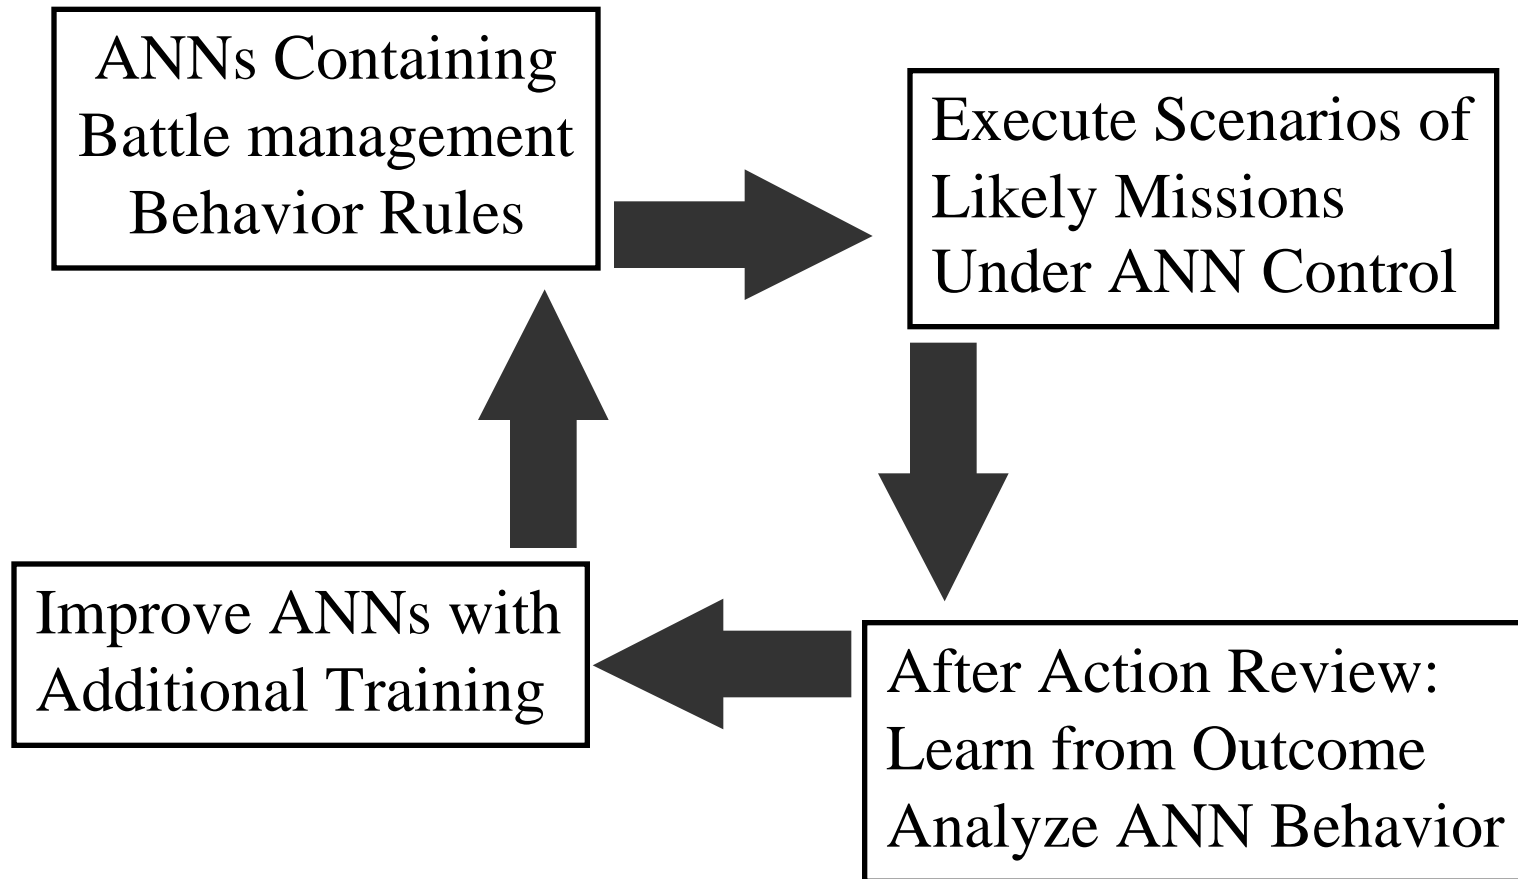 ANNs Containing
Battle management
Behavior Rules
Execute Scenarios of
Likely Missions
Under ANN Control
After Action Review:
Learn from Outcome
Analyze ANN Behavior
Improve ANNs with
Additional Training